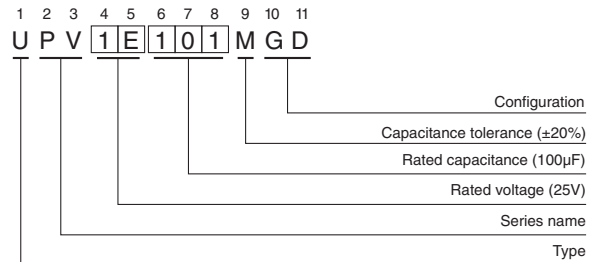 1 2 3 4 5 6 7 8 9 10 11
U P V 1 E 1 0 1 M G D
Configuration
Capacitance tolerance (±20%)
Rated capacitance (100µF)
Rated voltage (25V)
Series name
Type